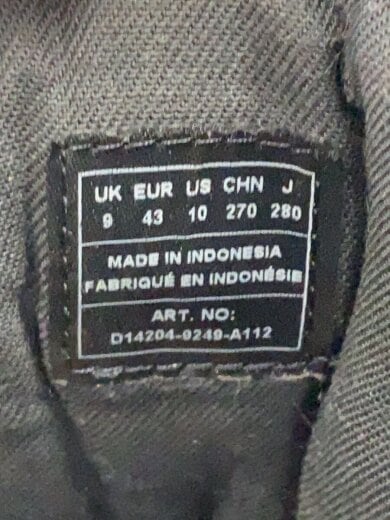 UK EUR US CHN J
9 43 10 270 280
MADE IN INDONESIA
FABRIQUÉ EN INDONÉSIE
ART. NO:
D14204-9249-A112